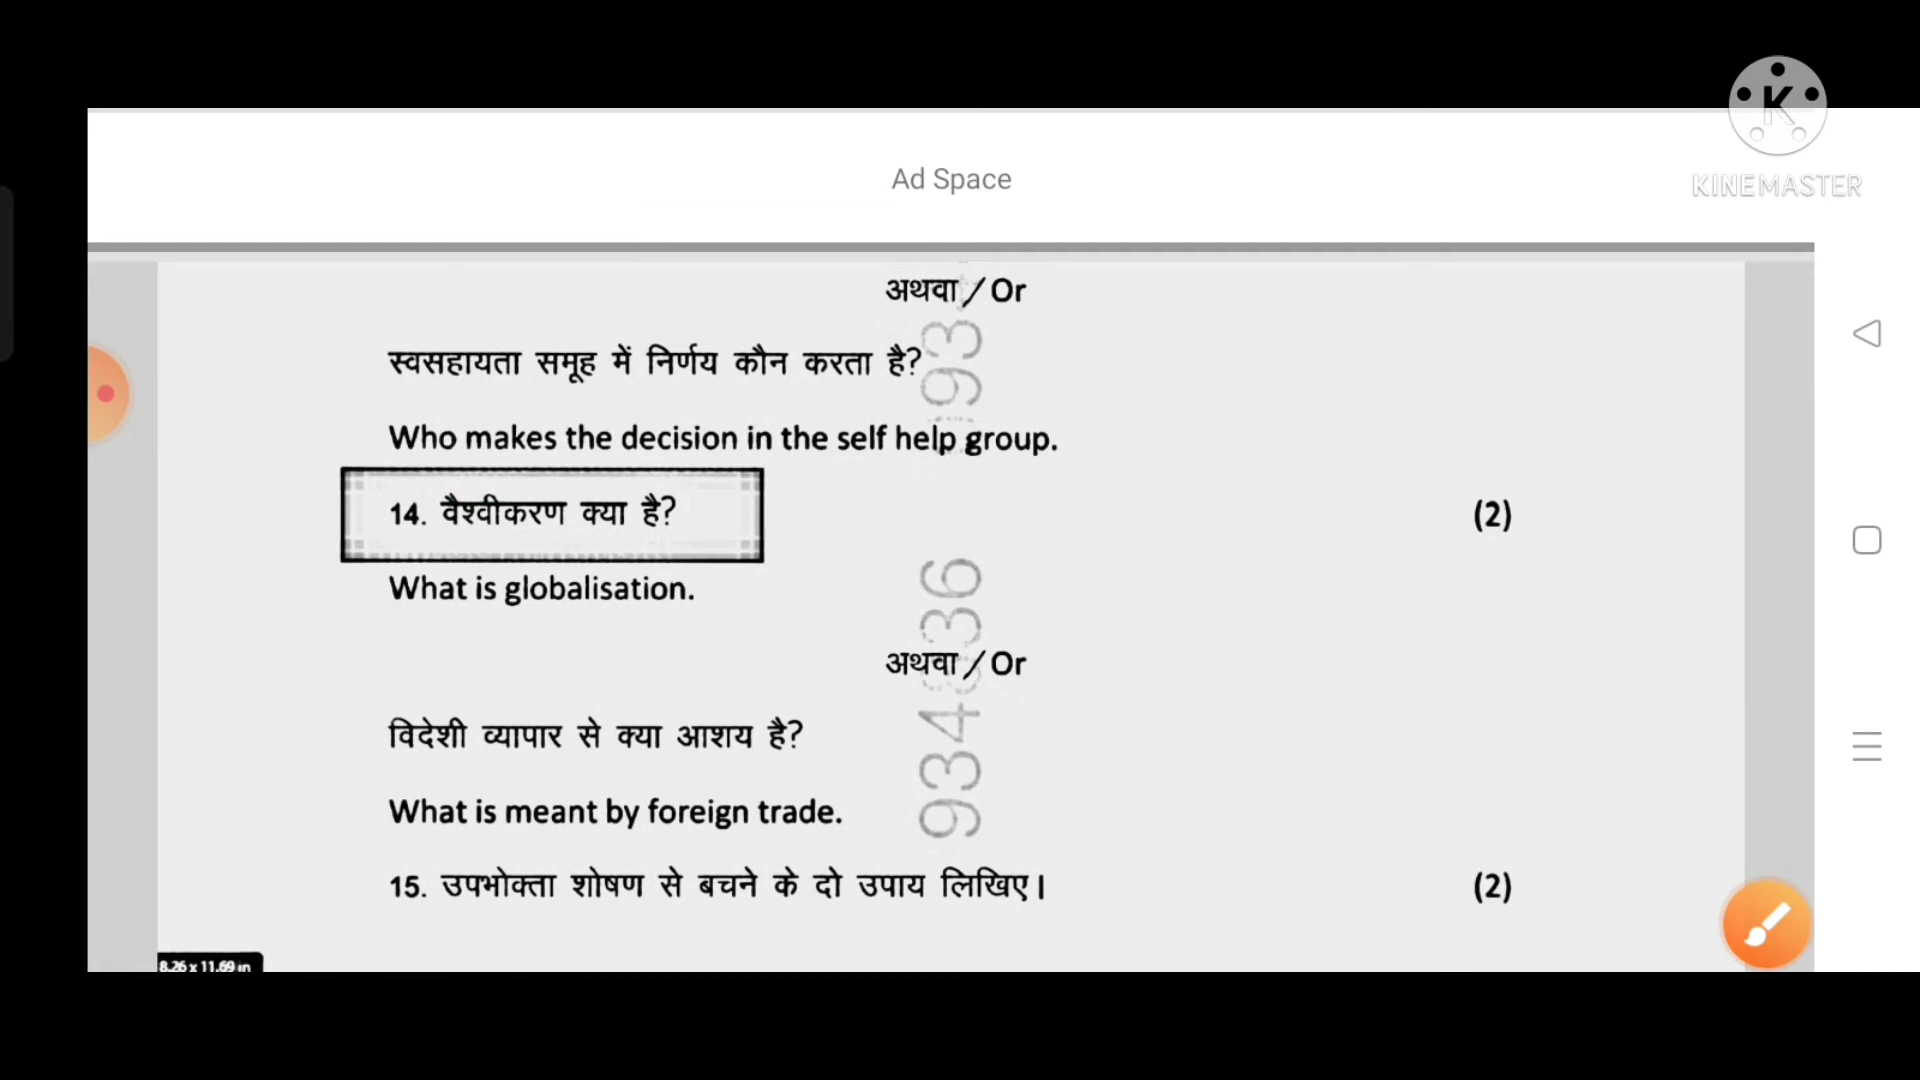 KINEMASTER
Ad Space
अथवा/Or
स्वसहायता समूह में निर्णय कौन करता है?
Who makes the decision in the self help group.
14. वैश्वीकरण क्या है? (2)
What is globalisation.
अथवा/Or
विदेशी व्यापार से क्या आशय है?
What is meant by foreign trade.
15. उपभोक्ता शोषण से बचने के दो उपाय लिखिए। (2)
8.26 x 11.69 in